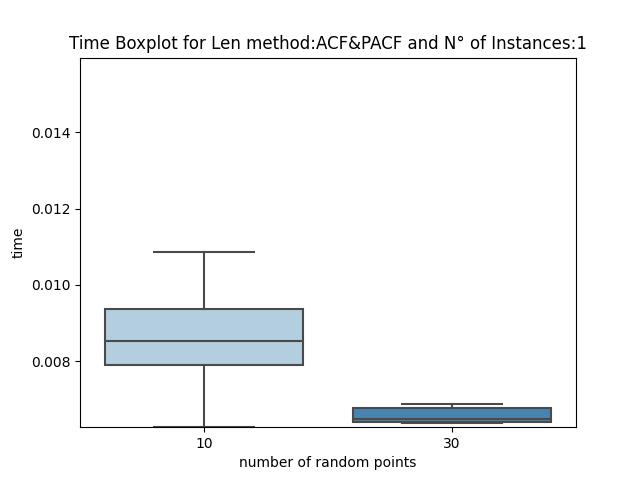 Time Boxplot for Len method:ACF&PACF and N° of Instances:1
0.014
0.012
0.010
0.008
time
10
30
number of random points